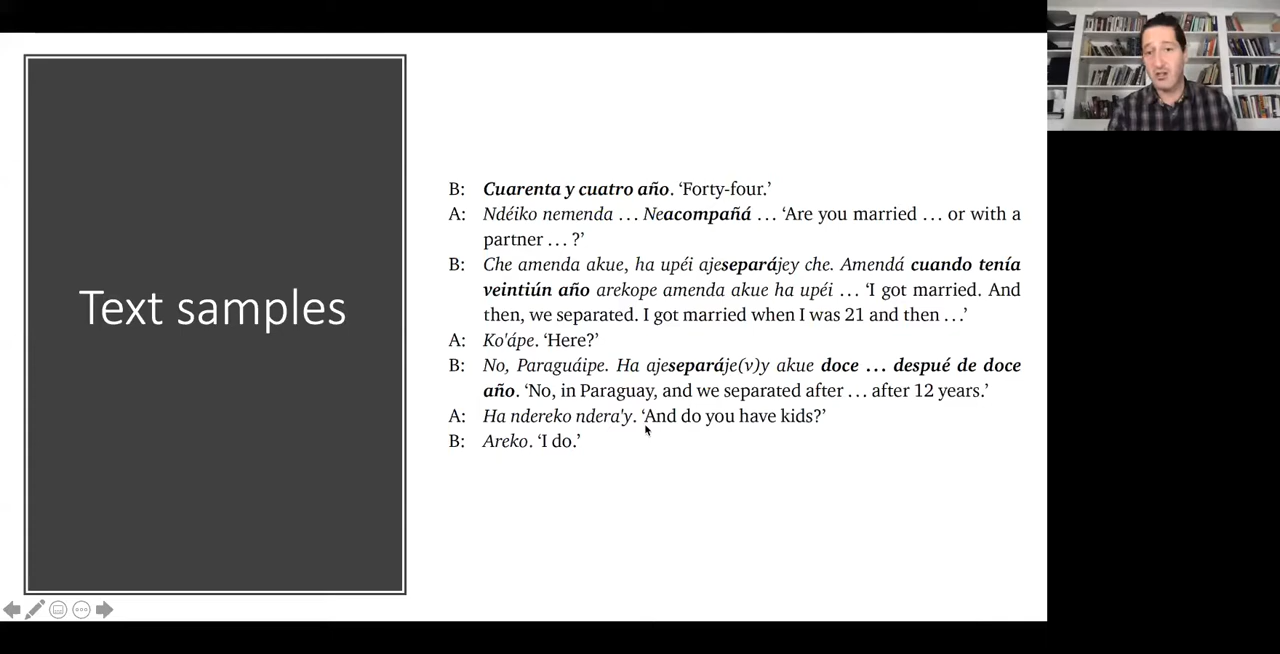 Text samples
B: Cuarenta y cuatro año. ‘Forty-four.’
A: Ndéiko nemenda … Neacompañá … ‘Are you married … or with a
partner … ?’
B: Che amenda akue, ha upéi ajeseparájey che. Amendá cuando tenía
veintiún año arekope amenda akue ha upéi … ‘I got married. And
then, we separated. I got married when I was 21 and then …’
A: Ko'ápe. ‘Here?’
B: No, Paraguáipe. Ha ajeseparáje(v)y akue doce … despué de doce
año. ‘No, in Paraguay, and we separated after … after 12 years.’
A: Ha ndereko ndera'y. ‘And do you have kids?’
B: Areko. ‘I do.’